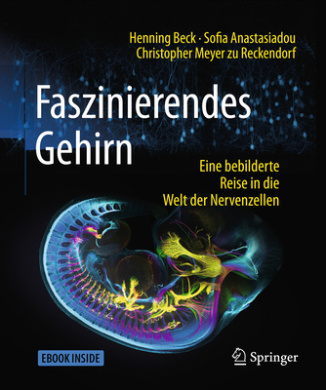 Henning Beck · Sofia Anastasiadou
Christopher Meyer zu Reckendorf
Faszinierendes
Gehirn
Eine bebilderte
Reise in die
Welt der Nervenzellen
EBOOK INSIDE
Springer